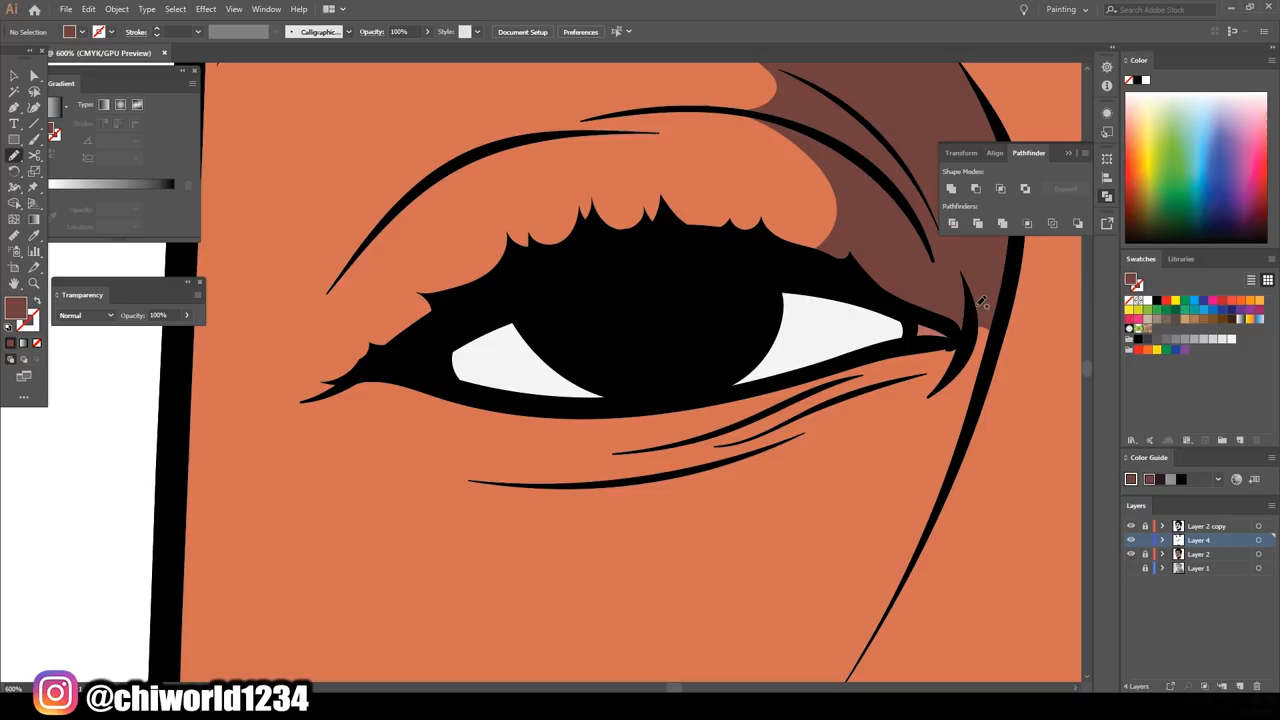 Ai
File Edit Object Type Select Effect View Window Help
Painting
Search Adobe Stock
No Selection
Stroke:
Calligraphic...
Opacity: 100%
Style:
Document Setup
Preferences
@ 600% (CMYK/GPU Preview) ×
Gradient
Type:
Stroke:
Opacity:
Location:
Transparency
Normal
Opacity: 100%
Transform Align Pathfinder
Shape Modes:
Expand
Pathfinders:
Color
Swatches Libraries
Color Guide
Layers
Layer 2 copy
Layer 4
Layer 2
Layer 1
4 Layers
600%
@chiworld1234